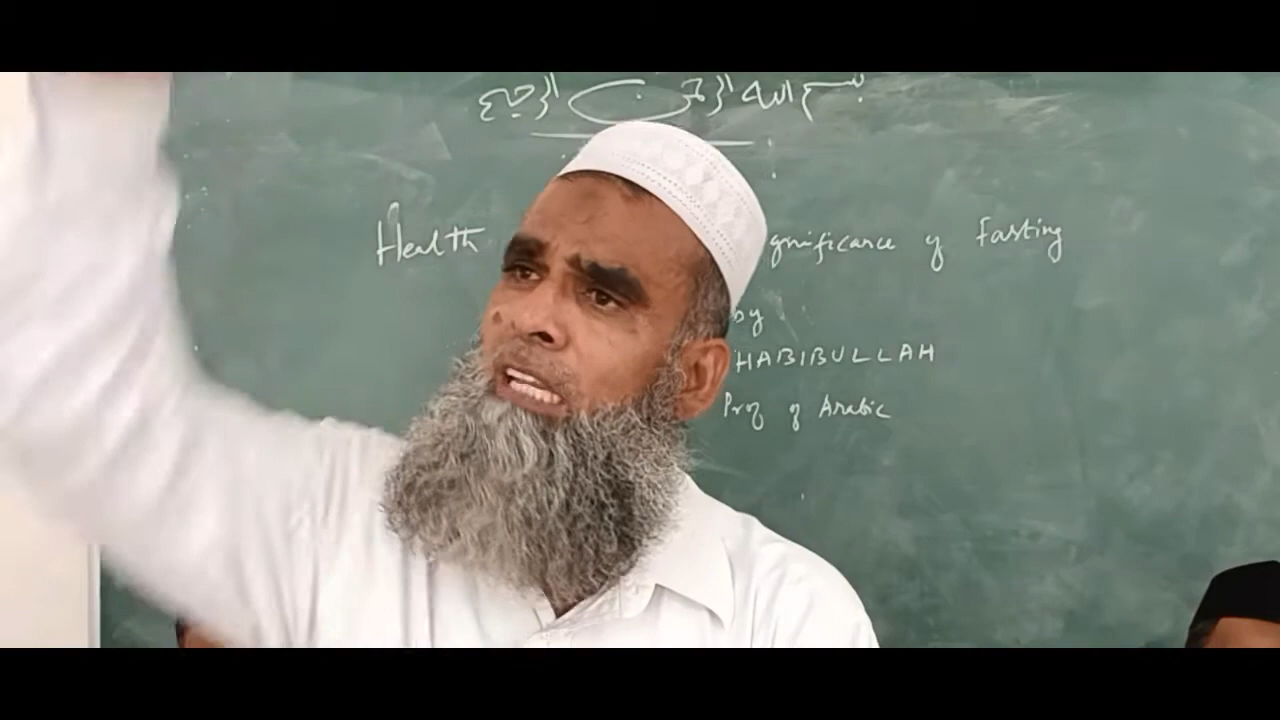 بسم الله الرحمن الرحيم
Health gnificance of Fasting
by
HABIBULLAH
Prof of Arabic